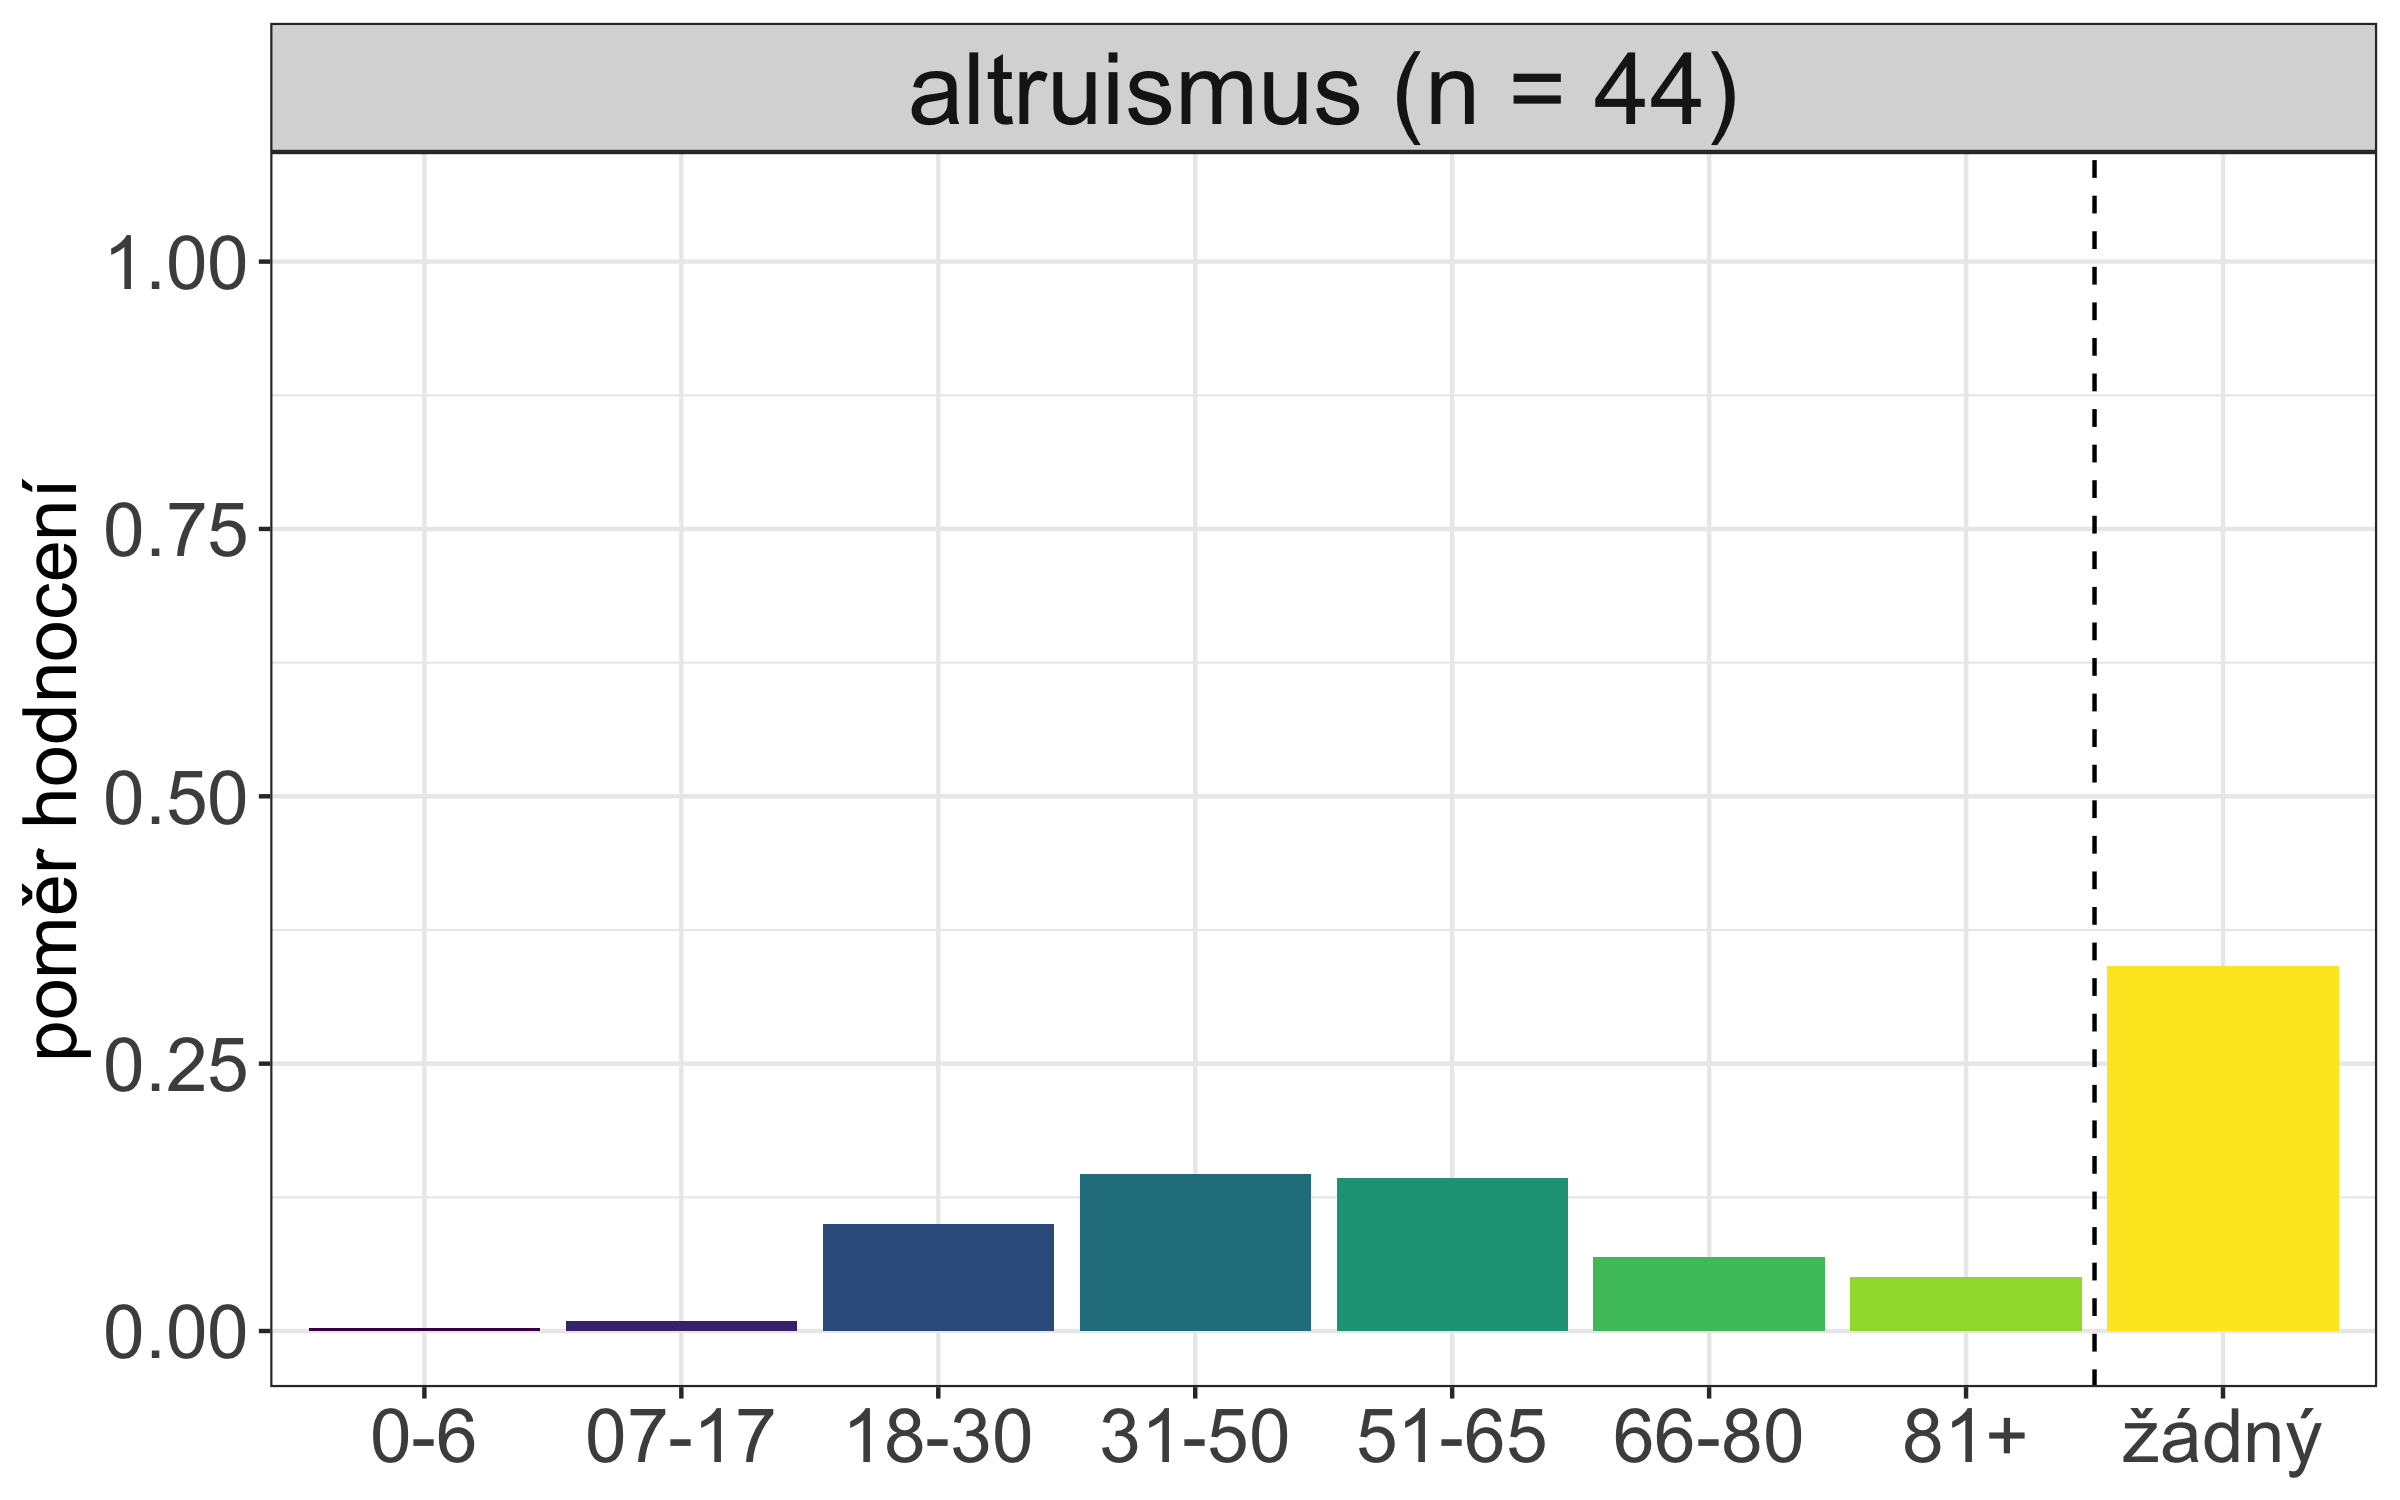 altruismus (n = 44)
poměr hodnocení
1.00
0.75
0.50
0.25
0.00
0-6 07-17 18-30 31-50 51-65 66-80 81+ žádný